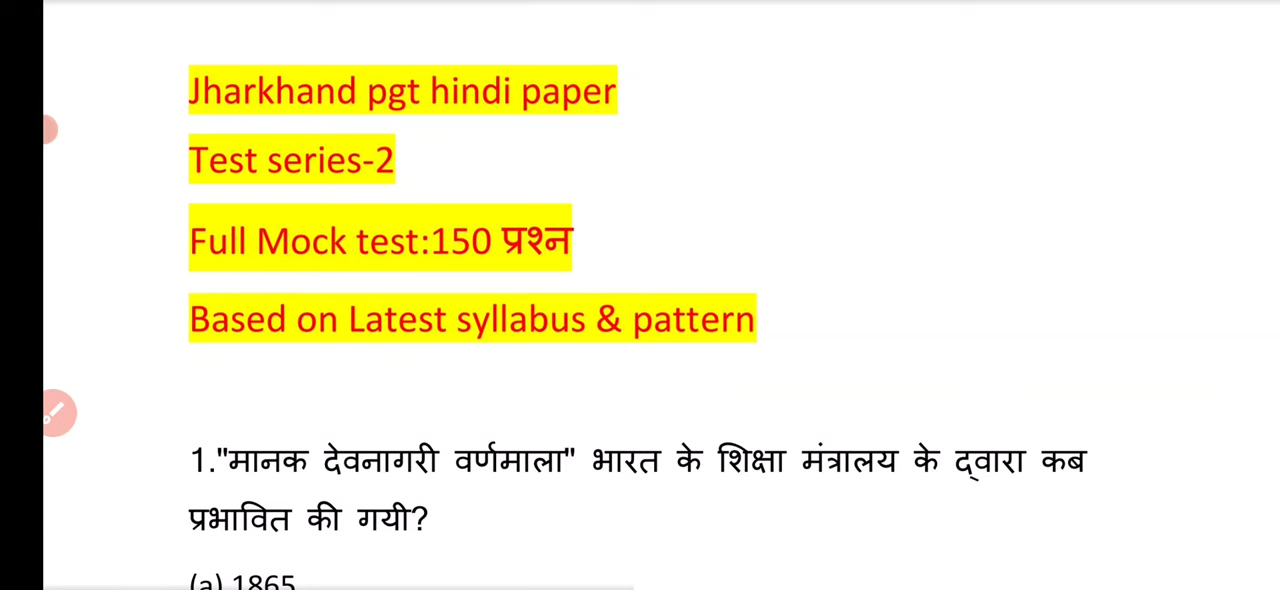 Jharkhand pgt hindi paper
Test series-2
Full Mock test:150 प्रश्न
Based on Latest syllabus & pattern
1."मानक देवनागरी वर्णमाला" भारत के शिक्षा मंत्रालय के द्वारा कब
प्रभावित की गयी?
(a) 1865